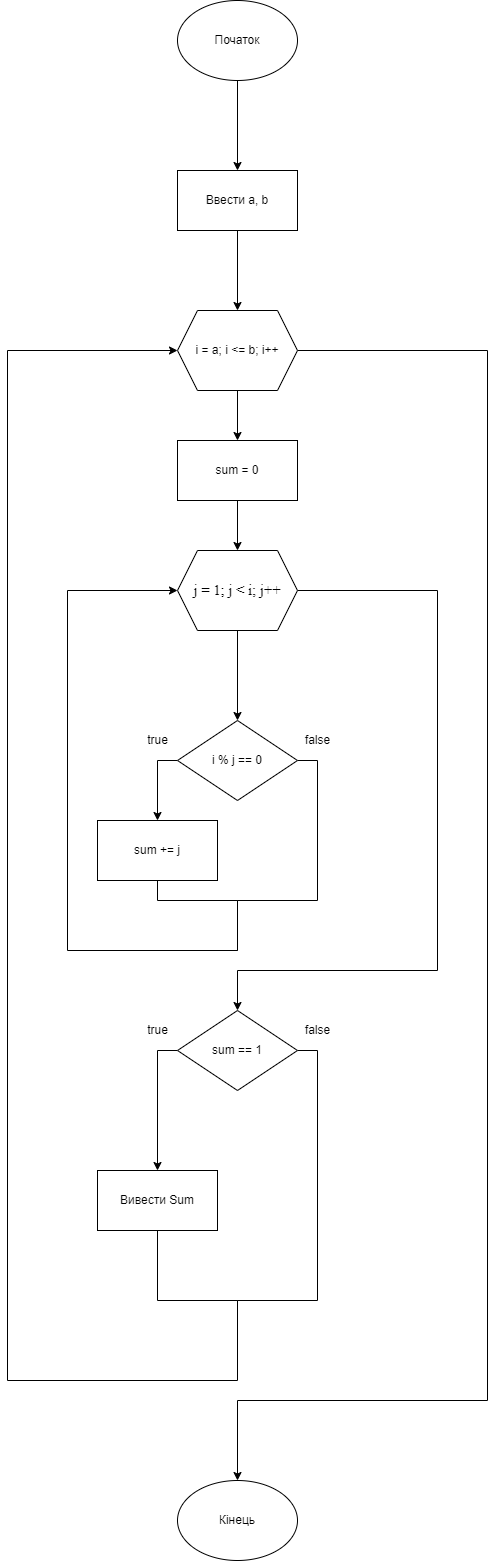 Початок
Ввести a, b
i = a; i <= b; i++
sum = 0
j = 1; j < i; j++
i % j == 0
true
false
sum += j
sum == 1
true
false
Вивести Sum
Кінець